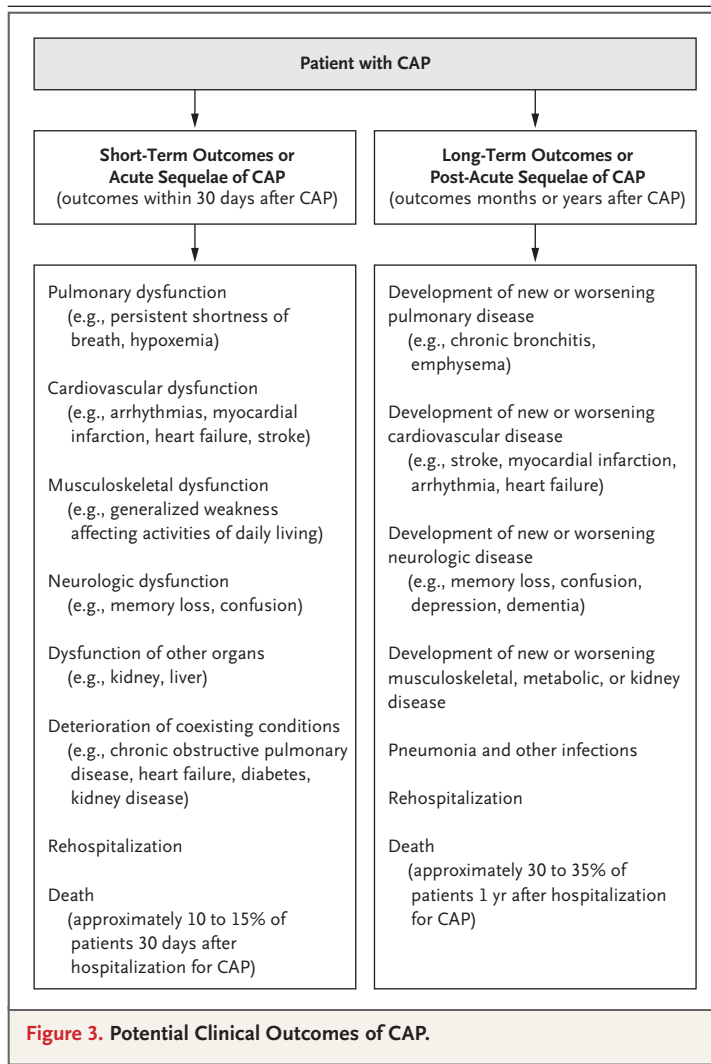 Patient with CAP
Short-Term Outcomes or
Acute Sequelae of CAP
(outcomes within 30 days after CAP)
Pulmonary dysfunction
(e.g., persistent shortness of
breath, hypoxemia)
Cardiovascular dysfunction
(e.g., arrhythmias, myocardial
infarction, heart failure, stroke)
Musculoskeletal dysfunction
(e.g., generalized weakness
affecting activities of daily living)
Neurologic dysfunction
(e.g., memory loss, confusion)
Dysfunction of other organs
(e.g., kidney, liver)
Deterioration of coexisting conditions
(e.g., chronic obstructive pulmonary
disease, heart failure, diabetes,
kidney disease)
Rehospitalization
Death
(approximately 10 to 15% of
patients 30 days after
hospitalization for CAP)
Long-Term Outcomes or
Post-Acute Sequelae of CAP
(outcomes months or years after CAP)
Development of new or worsening
pulmonary disease
(e.g., chronic bronchitis,
emphysema)
Development of new or worsening
cardiovascular disease
(e.g., stroke, myocardial infarction,
arrhythmia, heart failure)
Development of new or worsening
neurologic disease
(e.g., memory loss, confusion,
depression, dementia)
Development of new or worsening
musculoskeletal, metabolic, or kidney
disease
Pneumonia and other infections
Rehospitalization
Death
(approximately 30 to 35% of
patients 1 yr after hospitalization
for CAP)
Figure 3. Potential Clinical Outcomes of CAP.